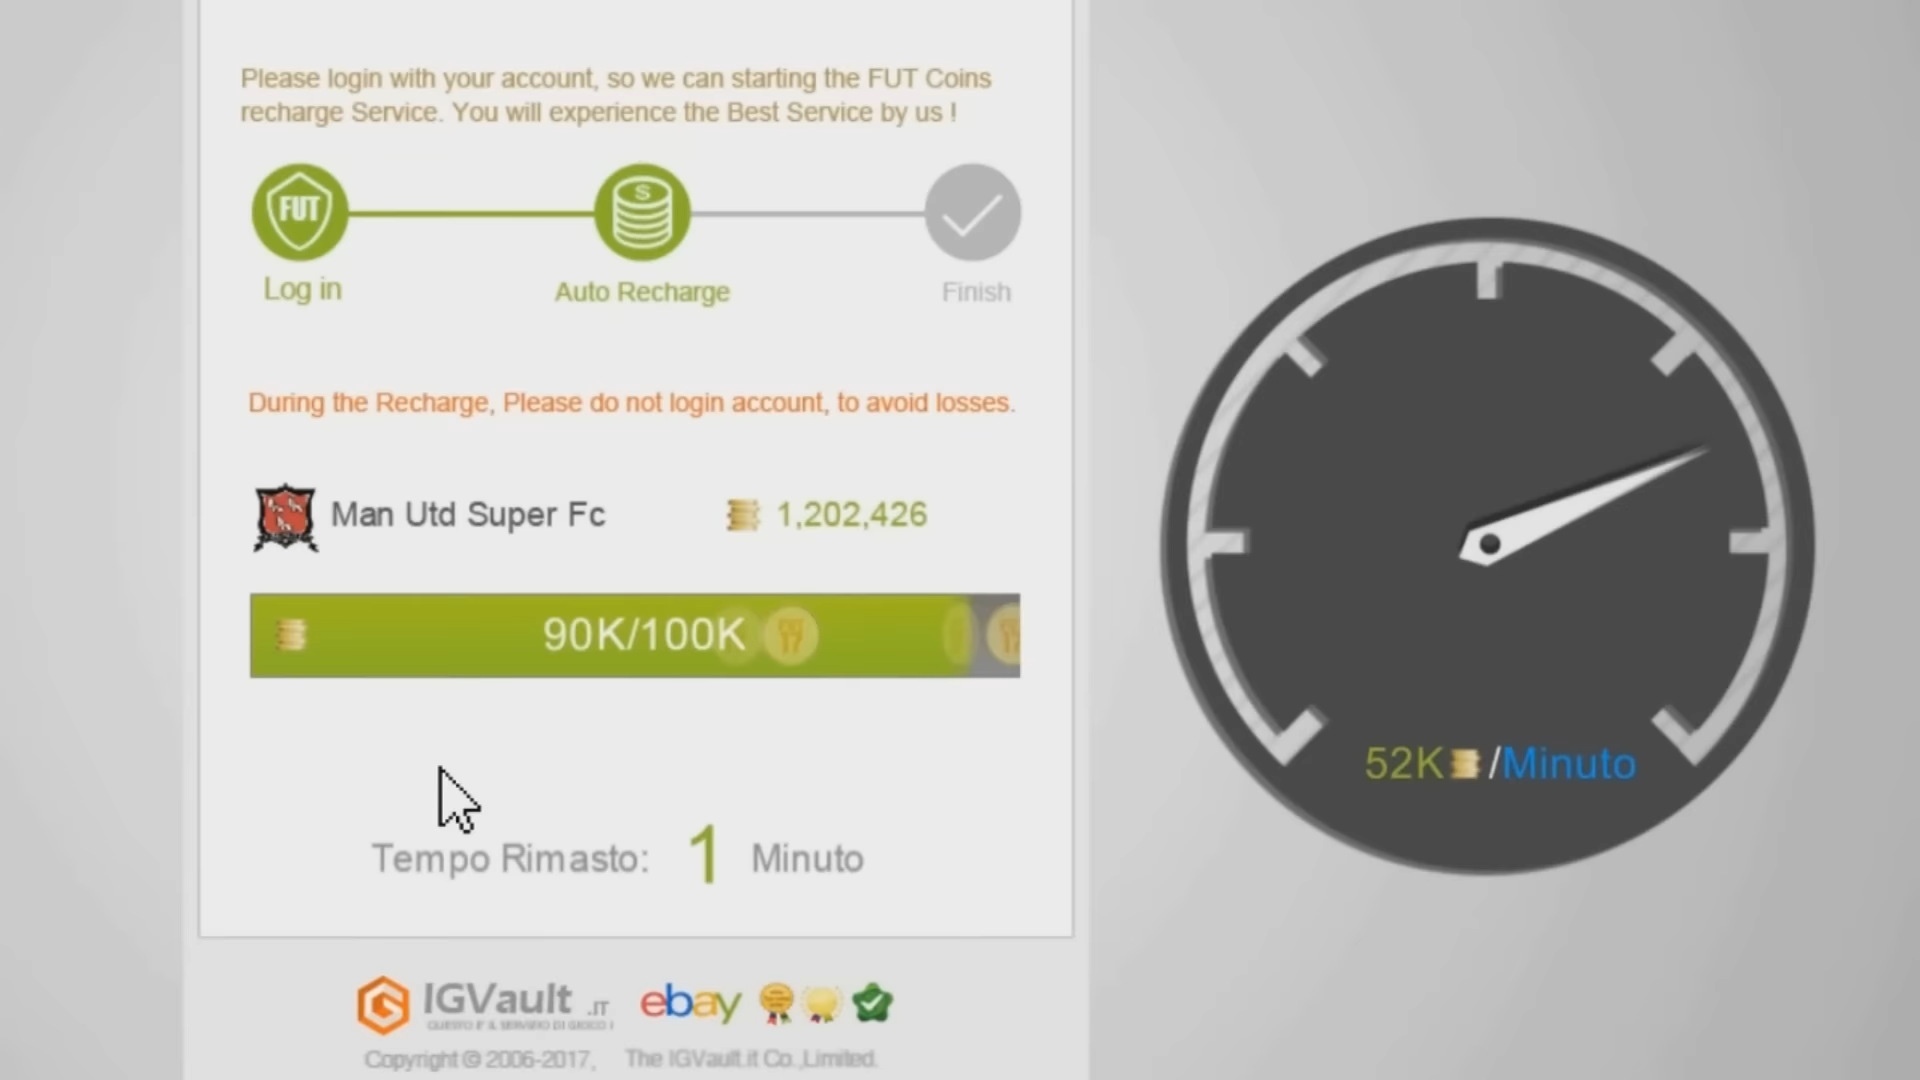 Please login with your account, so we can starting the FUT Coins
recharge Service. You will experience the Best Service by us !
FUT
$
Log in
Auto Recharge
Finish
During the Recharge, Please do not login account, to avoid losses.
Man Utd Super Fc
1,202,426
90K/100K
52K/Minuto
Tempo Rimasto: 1 Minuto
IGVault .IT
ebay
Copyright © 2006-2017, The IGVault.it Co.,Limited.